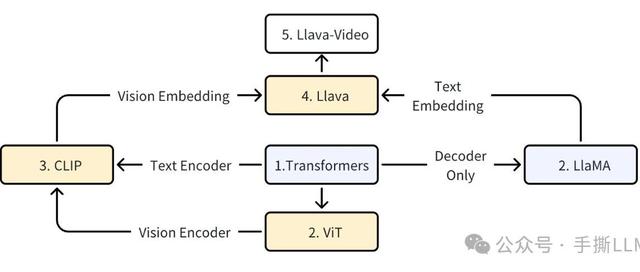 5. Llava-Video
Vision Embedding
4. Llava
Text
Embedding
3. CLIP
Text Encoder
1.Transformers
Decoder
Only
2. LlaMA
Vision Encoder
2. ViT
公众号 · 手撕LLM